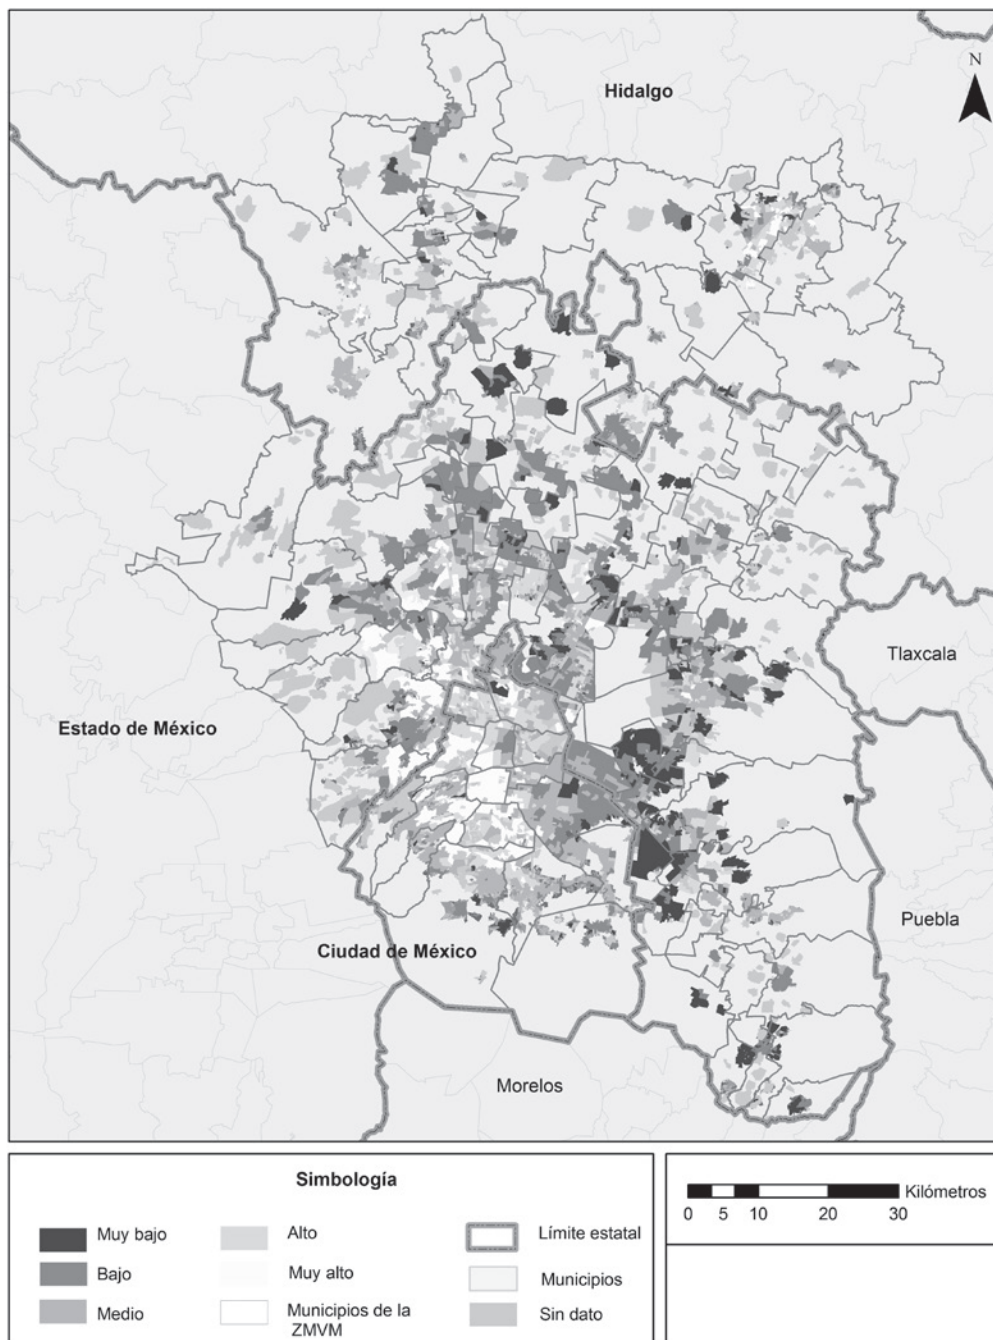 N
Hidalgo
Tlaxcala
Estado de México
Puebla
Ciudad de México
Morelos
Simbología
Muy bajo
Alto
Límite estatal
Bajo
Muy alto
Municipios
Medio
Municipios de la
ZMVM
Sin dato
Kilómetros
0 5 10 20 30